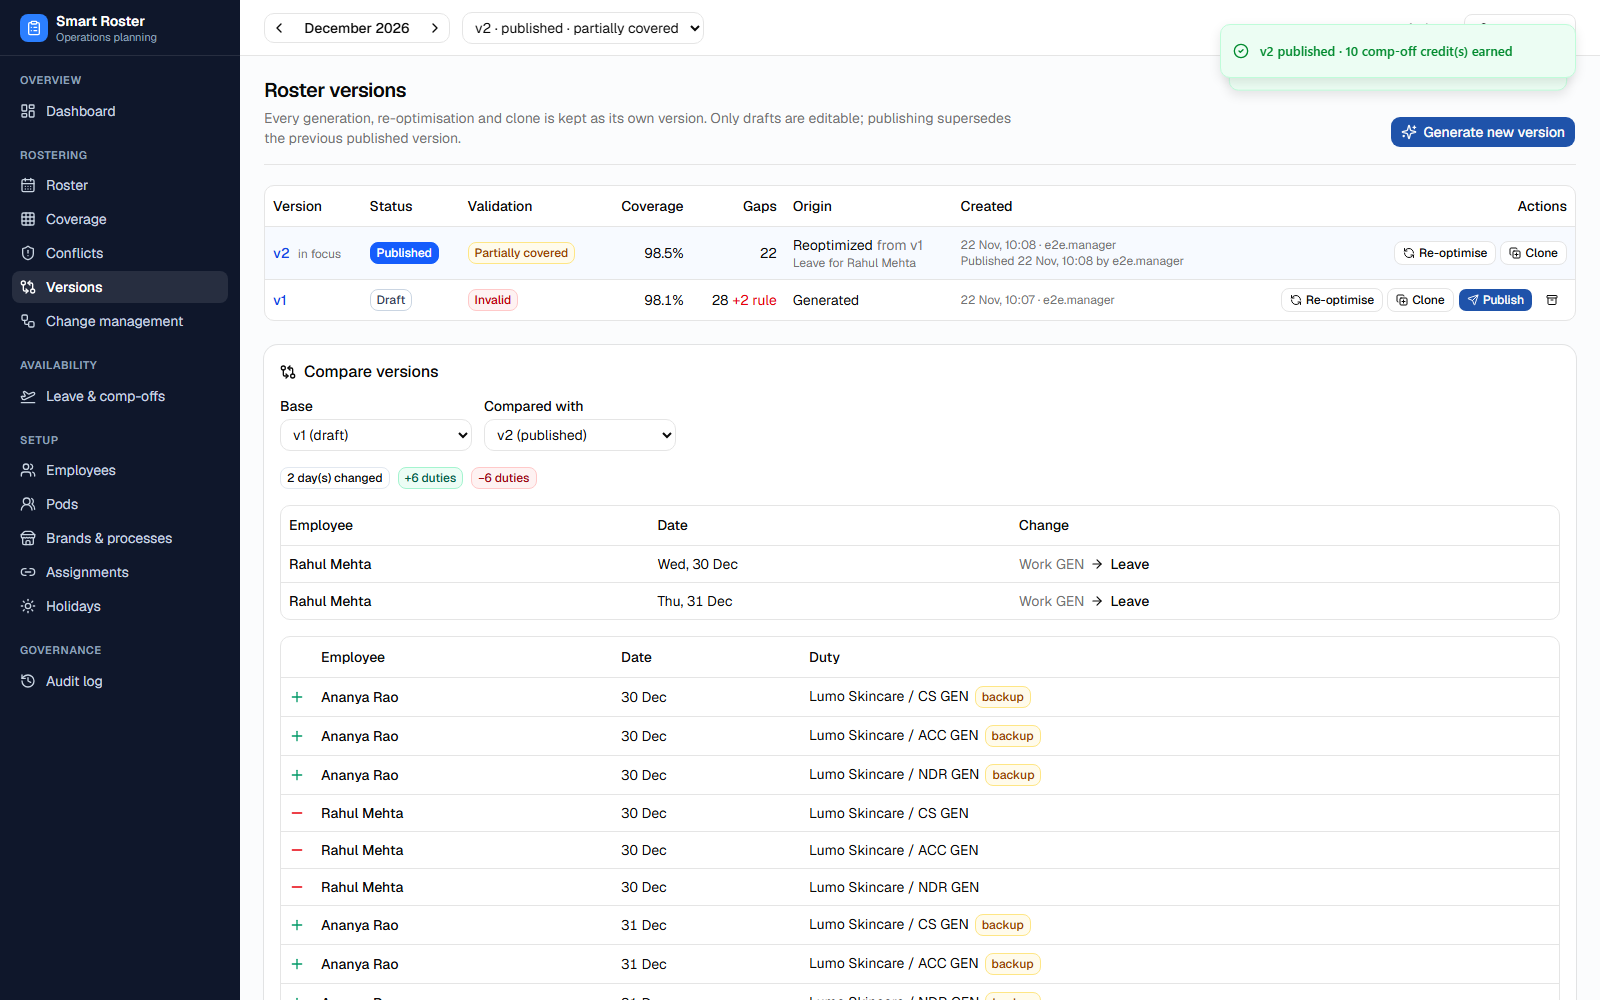 Smart Roster
Operations planning
OVERVIEW
Dashboard
ROSTERING
Roster
Coverage
Conflicts
Versions
Change management
AVAILABILITY
Leave & comp-offs
SETUP
Employees
Pods
Brands & processes
Assignments
Holidays
GOVERNANCE
Audit log
December 2026
v2 · published · partially covered
v2 published · 10 comp-off credit(s) earned
Roster versions
Every generation, re-optimisation and clone is kept as its own version. Only drafts are editable; publishing supersedes
the previous published version.
Generate new version
Version Status Validation Coverage Gaps Origin Created Actions
v2 in focus Published Partially covered 98.5% 22 Reoptimized from v1 22 Nov, 10:08 · e2e.manager Re-optimise Clone
Leave for Rahul Mehta Published 22 Nov, 10:08 by e2e.manager
v1 Draft Invalid 98.1% 28 +2 rule Generated 22 Nov, 10:07 · e2e.manager Re-optimise Clone Publish
Compare versions
Base Compared with
v1 (draft) v2 (published)
2 day(s) changed +6 duties −6 duties
Employee Date Change
Rahul Mehta Wed, 30 Dec Work GEN → Leave
Rahul Mehta Thu, 31 Dec Work GEN → Leave
Employee Date Duty
+ Ananya Rao 30 Dec Lumo Skincare / CS GEN backup
+ Ananya Rao 30 Dec Lumo Skincare / ACC GEN backup
+ Ananya Rao 30 Dec Lumo Skincare / NDR GEN backup
− Rahul Mehta 30 Dec Lumo Skincare / CS GEN
− Rahul Mehta 30 Dec Lumo Skincare / ACC GEN
− Rahul Mehta 30 Dec Lumo Skincare / NDR GEN
+ Ananya Rao 31 Dec Lumo Skincare / CS GEN backup
+ Ananya Rao 31 Dec Lumo Skincare / ACC GEN backup